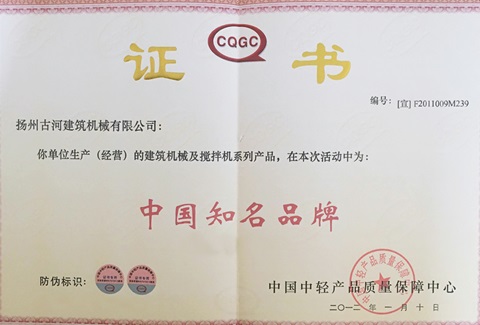 CQGC
证 书
编号：[宣] F2011009M239
扬州古河建筑机械有限公司：
你单位生产（经营）的建筑机械及搅拌机系列产品，在本次活动中为：
中国知名品牌
防伪标识：
中国中轻产品质量保障中心
二〇一二年一月十日